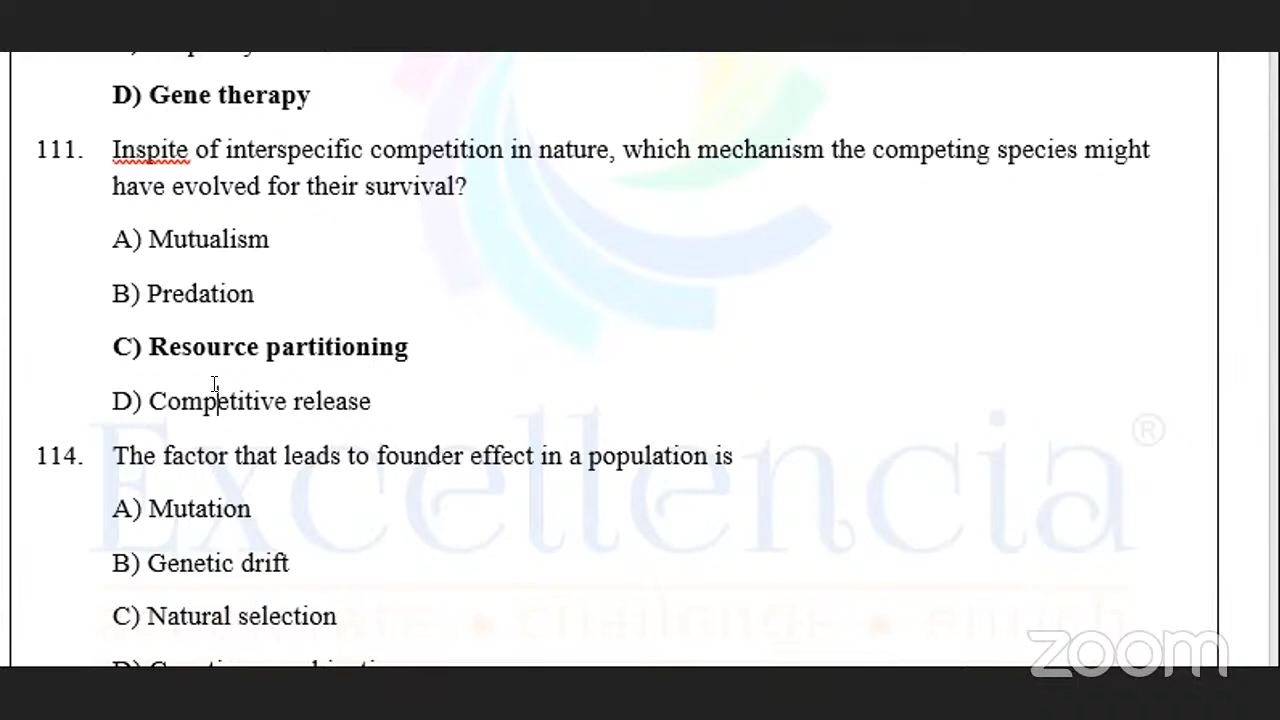 D) Gene therapy
111. Inspite of interspecific competition in nature, which mechanism the competing species might
have evolved for their survival?
A) Mutualism
B) Predation
C) Resource partitioning
D) Competitive release
Excellencia ®
114. The factor that leads to founder effect in a population is
A) Mutation
B) Genetic drift
C) Natural selection
zoom